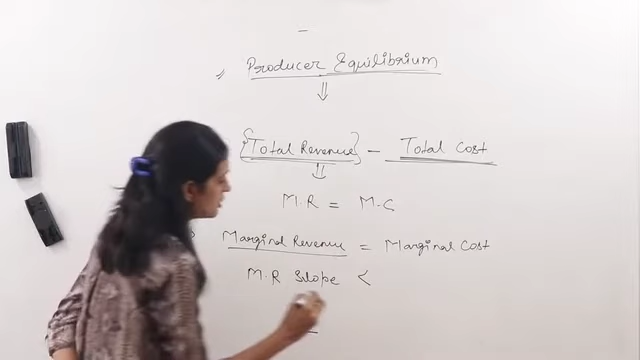 Producer Equilibrium
⇓
{Total Revenue} - Total Cost
⇓
M.R = M.C
Marginal Revenue = Marginal Cost
M.R Slope <